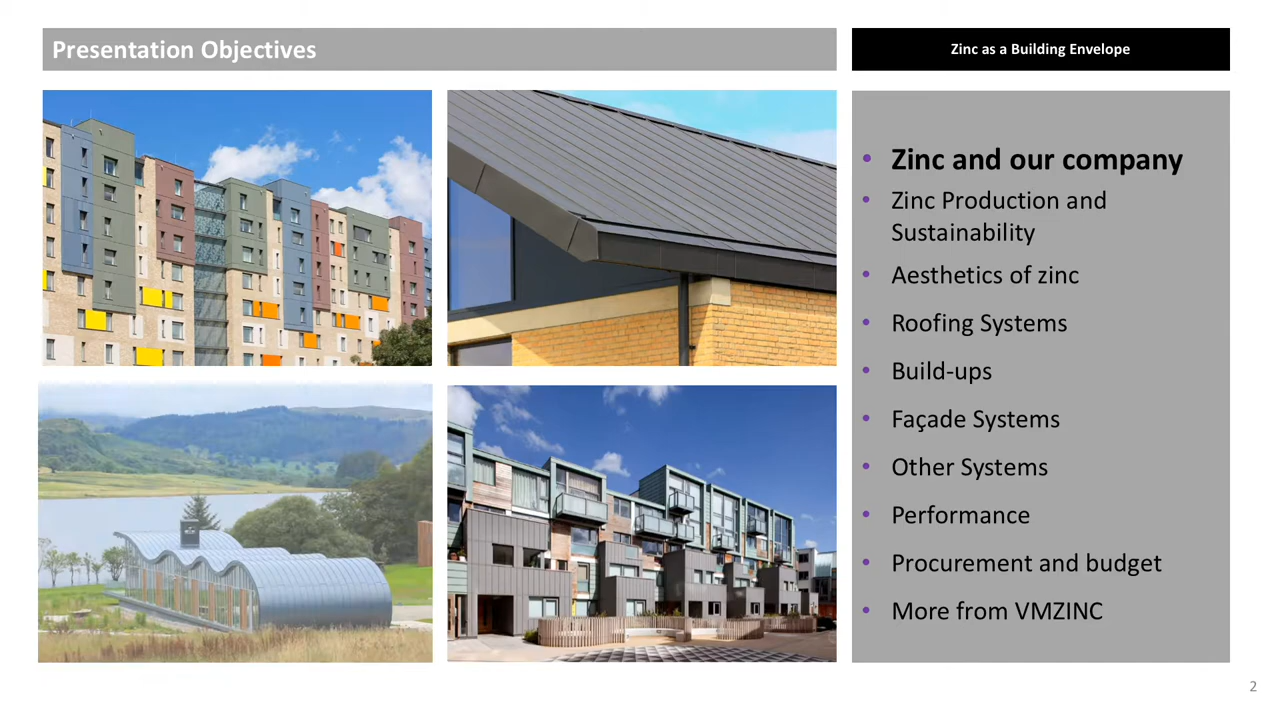 Presentation Objectives
Zinc as a Building Envelope
• Zinc and our company
• Zinc Production and
Sustainability
• Aesthetics of zinc
• Roofing Systems
• Build-ups
• Façade Systems
• Other Systems
• Performance
• Procurement and budget
• More from VMZINC
2